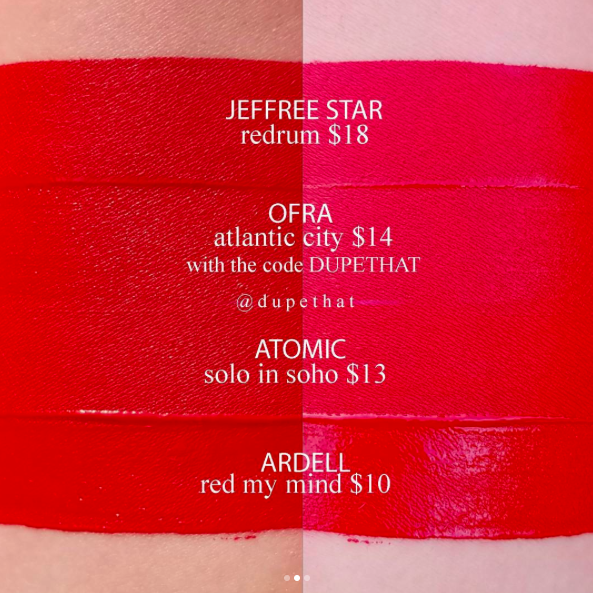 JEFFREE STAR
redrum $18
OFRA
atlantic city $14
with the code DUPETHAT
@dupethat
ATOMIC
solo in soho $13
ARDELL
red my mind $10